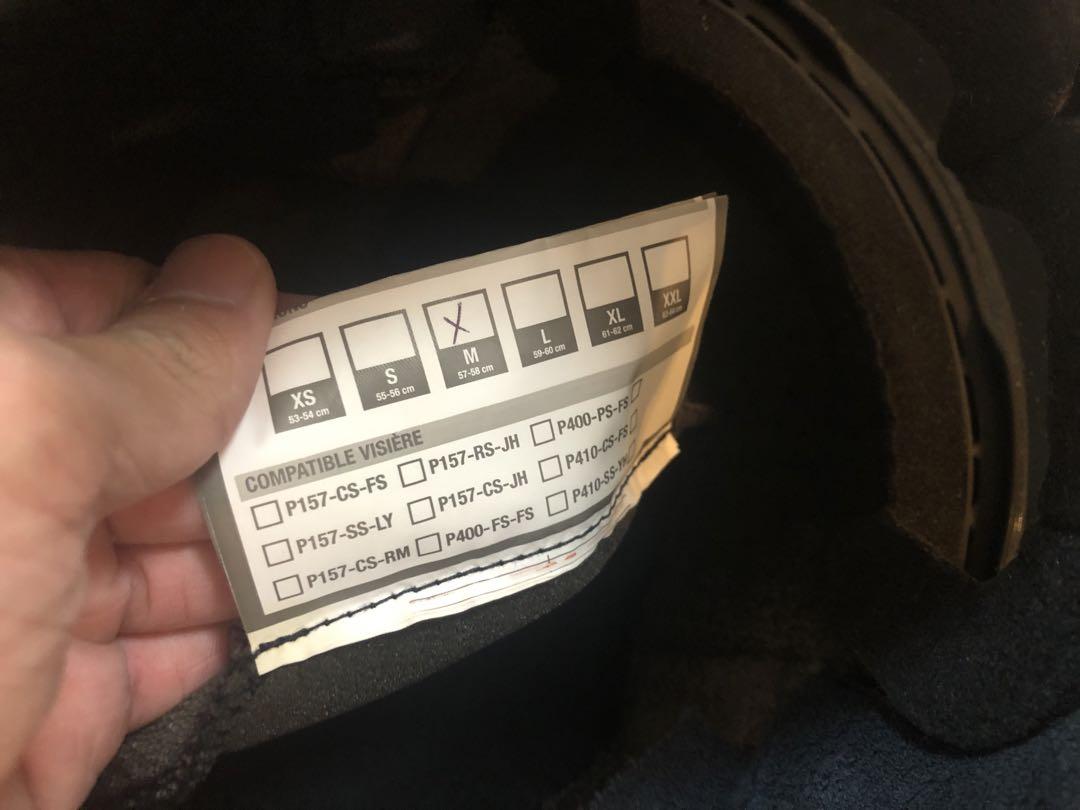 XS S M L XL XXL
53-54 cm 55-56 cm 57-58 cm 59-60 cm 61-62 cm
COMPATIBLE VISIÈRE
P157-CS-FS P157-RS-JH P400-PS-FS
P157-SS-LY P157-CS-JH P410-CS-FS
P157-CS-RM P400-FS-FS